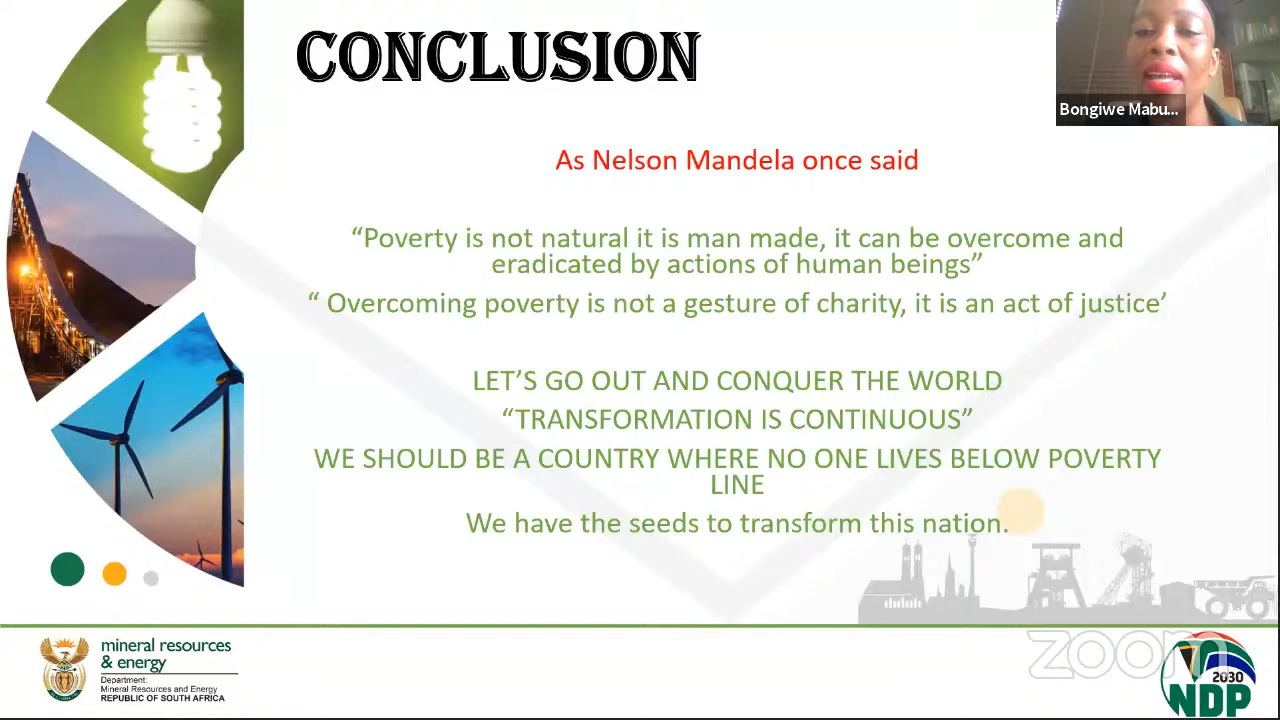 CONCLUSION
Bongiwe Mabu...
As Nelson Mandela once said
“Poverty is not natural it is man made, it can be overcome and
eradicated by actions of human beings”
“ Overcoming poverty is not a gesture of charity, it is an act of justice’
LET’S GO OUT AND CONQUER THE WORLD
“TRANSFORMATION IS CONTINUOUS”
WE SHOULD BE A COUNTRY WHERE NO ONE LIVES BELOW POVERTY
LINE
We have the seeds to transform this nation.
mineral resources
& energy
Department:
Mineral Resources and Energy
REPUBLIC OF SOUTH AFRICA
zoom
2030
NDP